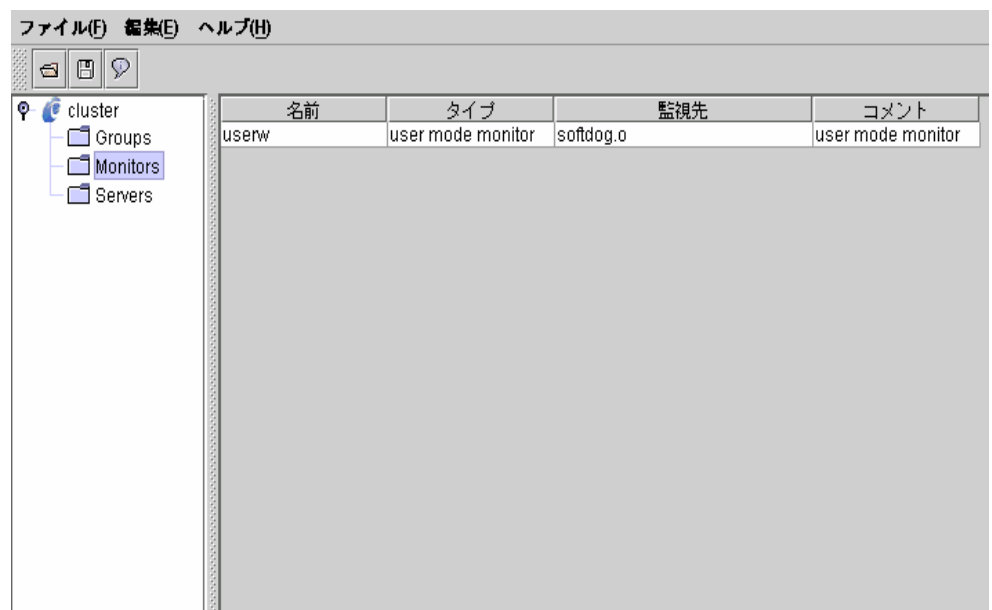 ファイル(F) 編集(E) ヘルプ(H)
cluster
Groups
Monitors
Servers
名前 タイプ 監視先 コメント
userw user mode monitor softdog.o user mode monitor